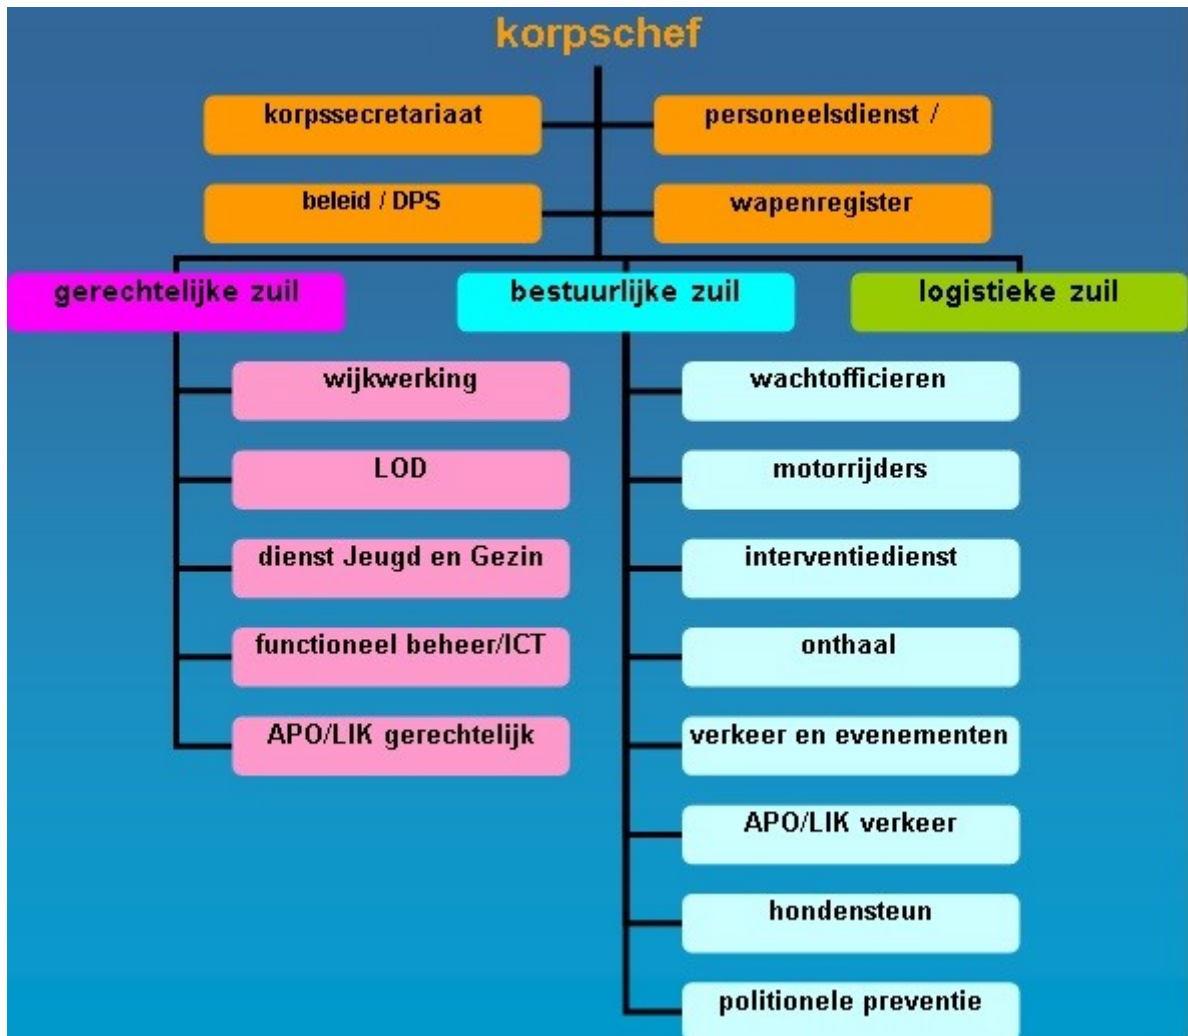 korpschef
korpssecretariaat
personeelsdienst /
beleid / DPS
wapenregister
gerechtelijke zuil
bestuurlijke zuil
logistieke zuil
wijkwerking
LOD
dienst Jeugd en Gezin
functioneel beheer/ICT
APO/LIK gerechtelijk
wachtofficieren
motorrijders
interventiedienst
onthaal
verkeer en evenementen
APO/LIK verkeer
hondensteun
politionele preventie